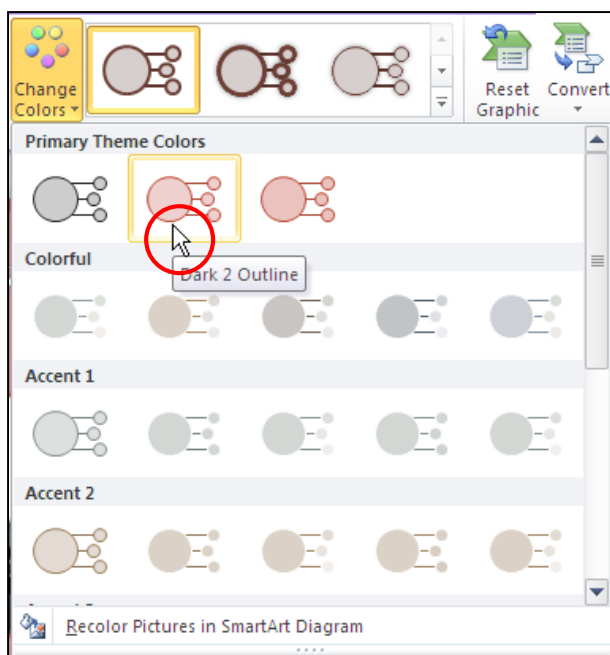 Change
Colors
Reset
Graphic
Convert
Primary Theme Colors
Dark 2 Outline
Colorful
Accent 1
Accent 2
Recolor Pictures in SmartArt Diagram